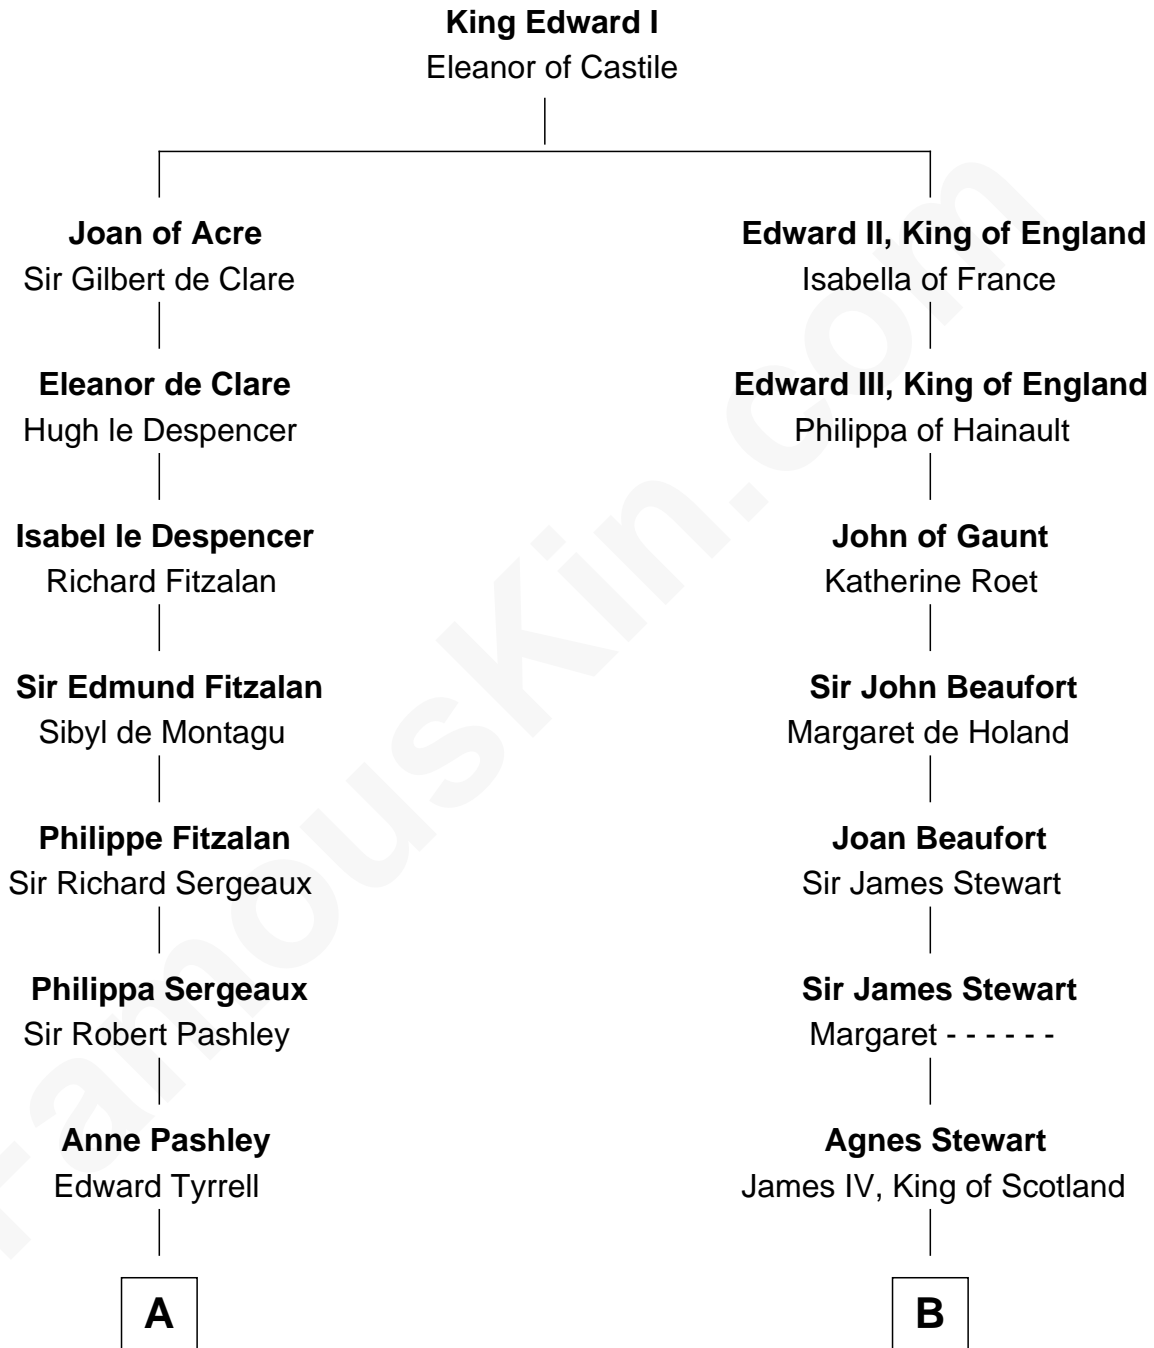 King Edward I
Eleanor of Castile
Joan of Acre
Sir Gilbert de Clare
Eleanor de Clare
Hugh le Despencer
Isabel le Despencer
Richard Fitzalan
Sir Edmund Fitzalan
Sibyl de Montagu
Philippe Fitzalan
Sir Richard Sergeaux
Philippa Sergeaux
Sir Robert Pashley
Anne Pashley
Edward Tyrrell
A
Edward II, King of England
Isabella of France
Edward III, King of England
Philippa of Hainault
John of Gaunt
Katherine Roet
Sir John Beaufort
Margaret de Holand
Joan Beaufort
Sir James Stewart
Sir James Stewart
Margaret - - - - - -
Agnes Stewart
James IV, King of Scotland
B
FamousKin.com